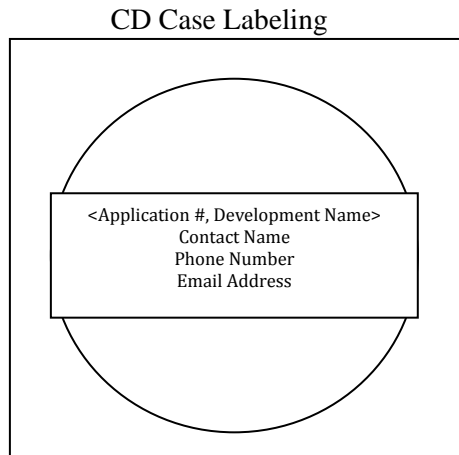 CD Case Labeling
<Application #, Development Name>
Contact Name
Phone Number
Email Address